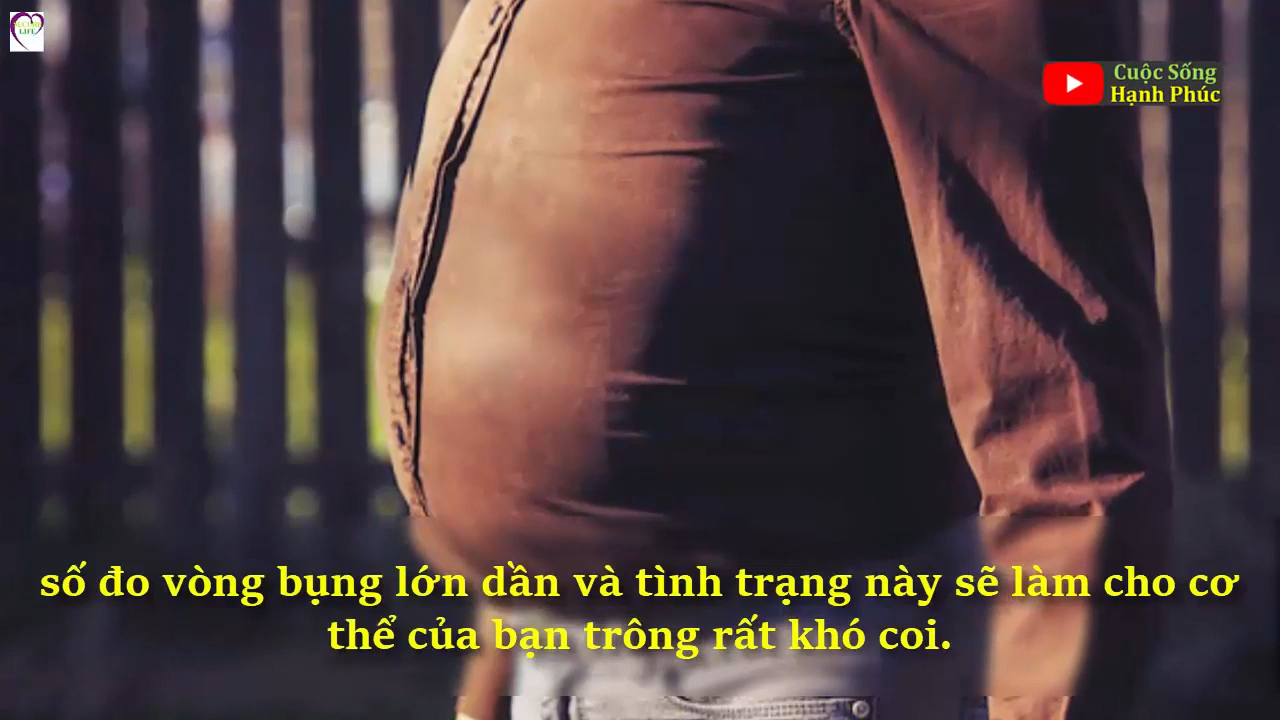 LIFE
Cuộc Sống
Hạnh Phúc
số đo vòng bụng lớn dần và tình trạng này sẽ làm cho cơ
thể của bạn trông rất khó coi.